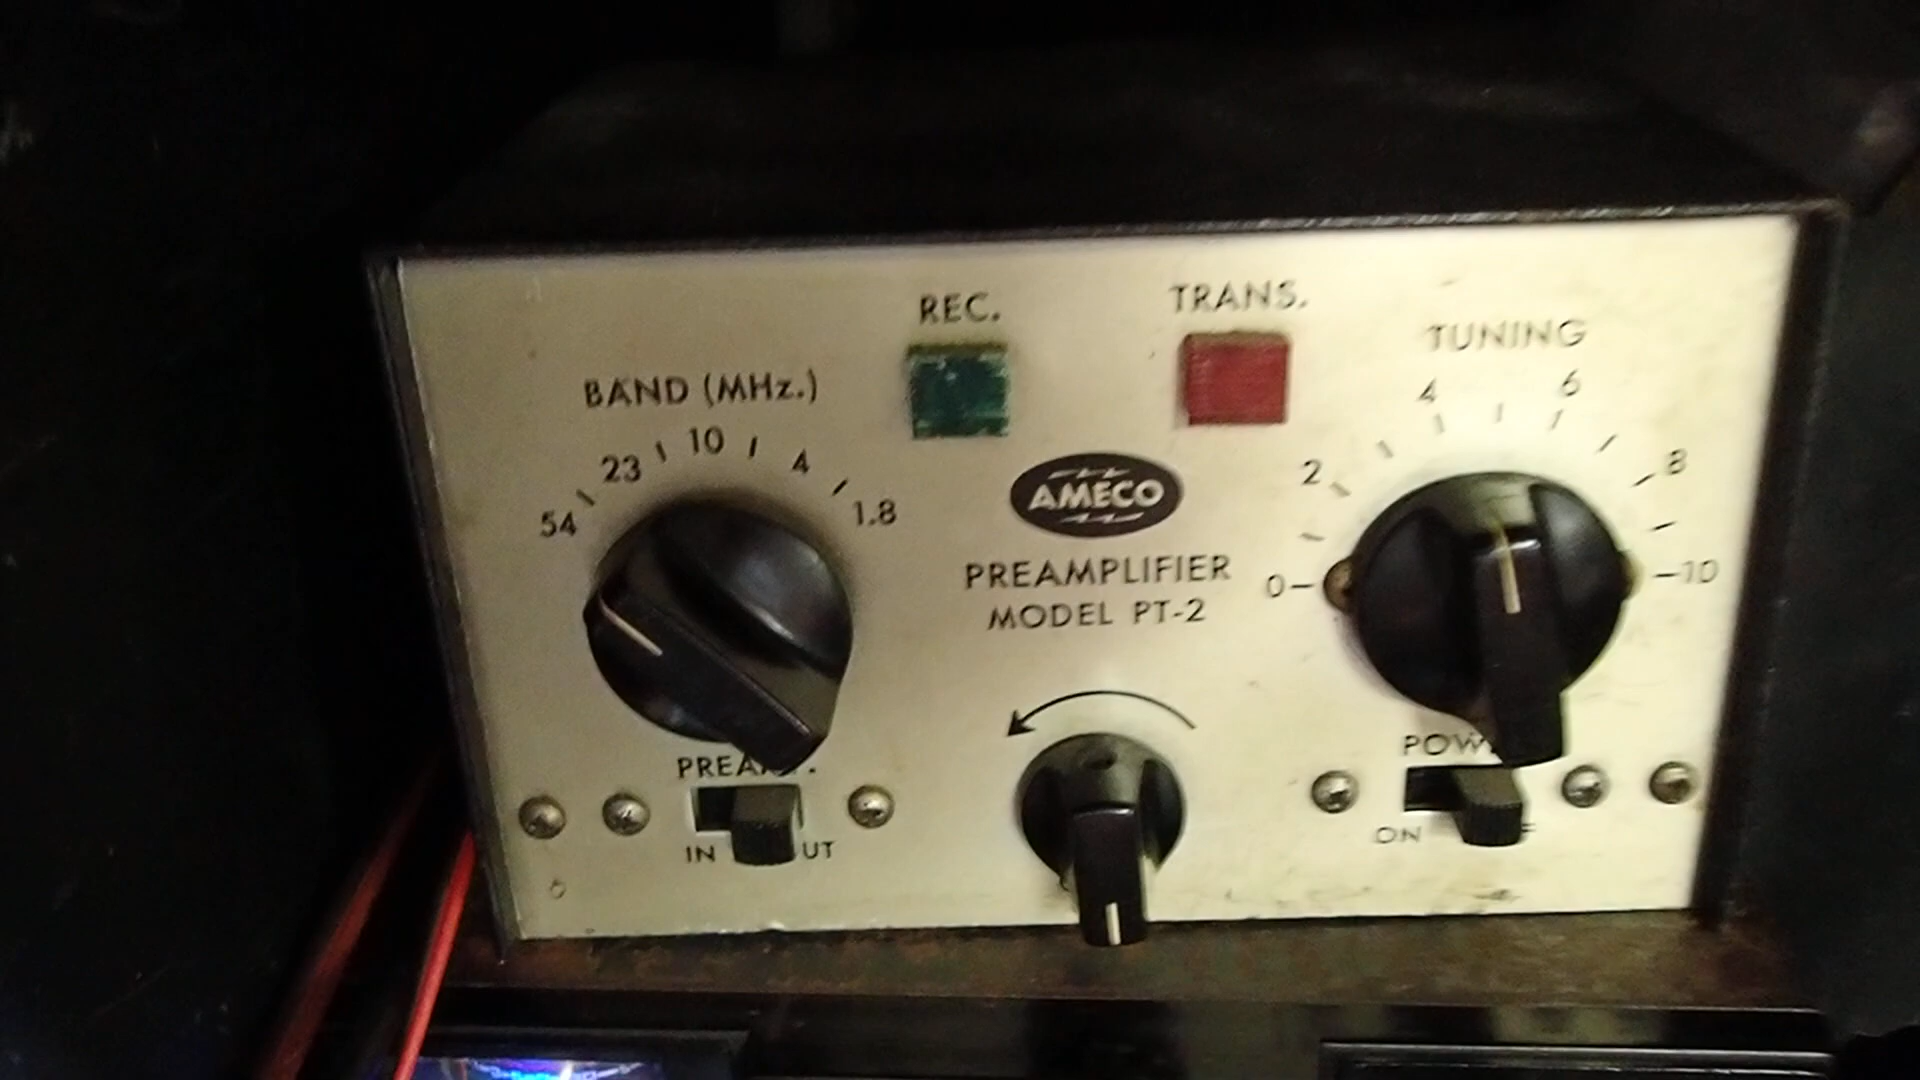 REC.
TRANS.
TUNING
BAND (MHz.)
54 23 10 4 1.8
0 2 4 6 8 10
AMECO
PREAMPLIFIER
MODEL PT-2
IN
ON